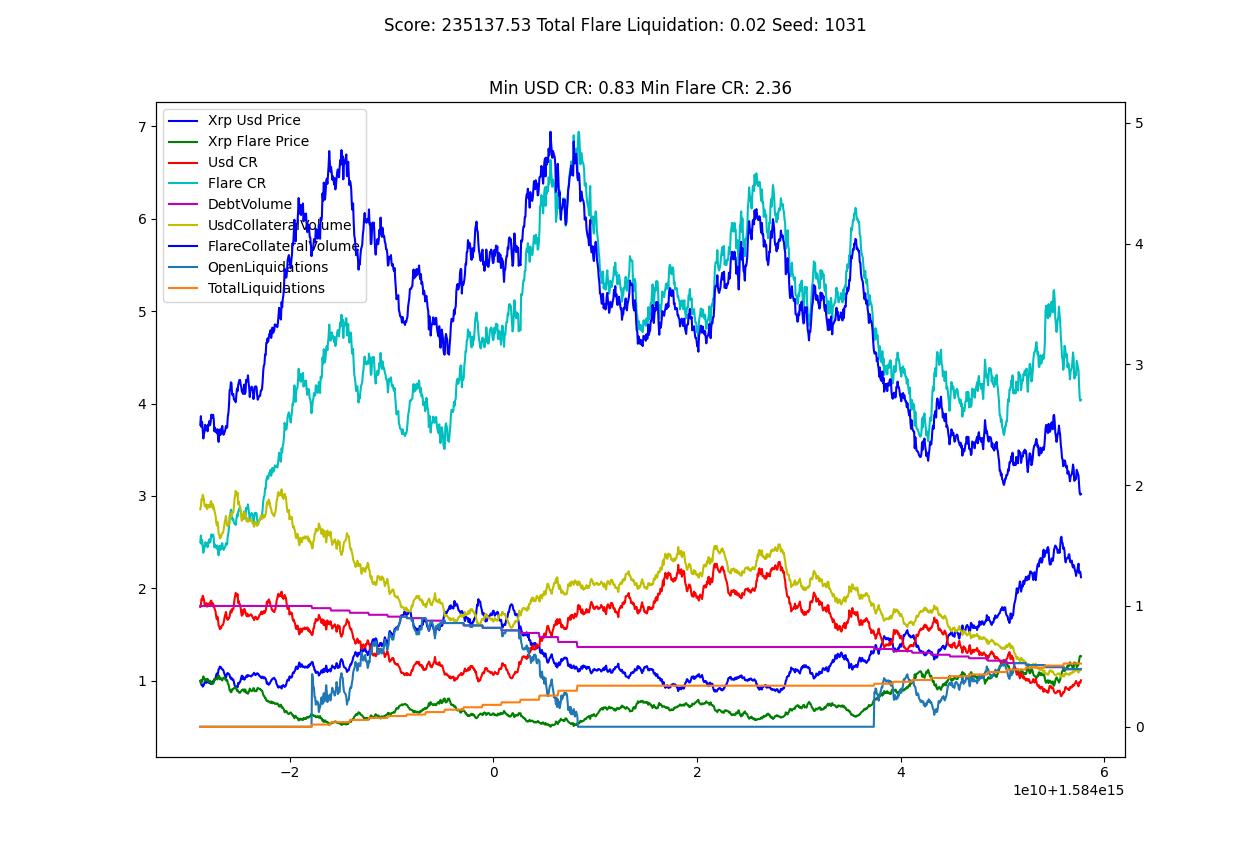 Score: 235137.53 Total Flare Liquidation: 0.02 Seed: 1031
Min USD CR: 0.83 Min Flare CR: 2.36
Xrp Usd Price
Xrp Flare Price
Usd CR
Flare CR
DebtVolume
UsdCollateralVolume
FlareCollateralVolume
OpenLiquidations
TotalLiquidations
7
6
5
4
3
2
1
5
4
3
2
1
0
−2
0
2
4
6
1e10+1.584e15